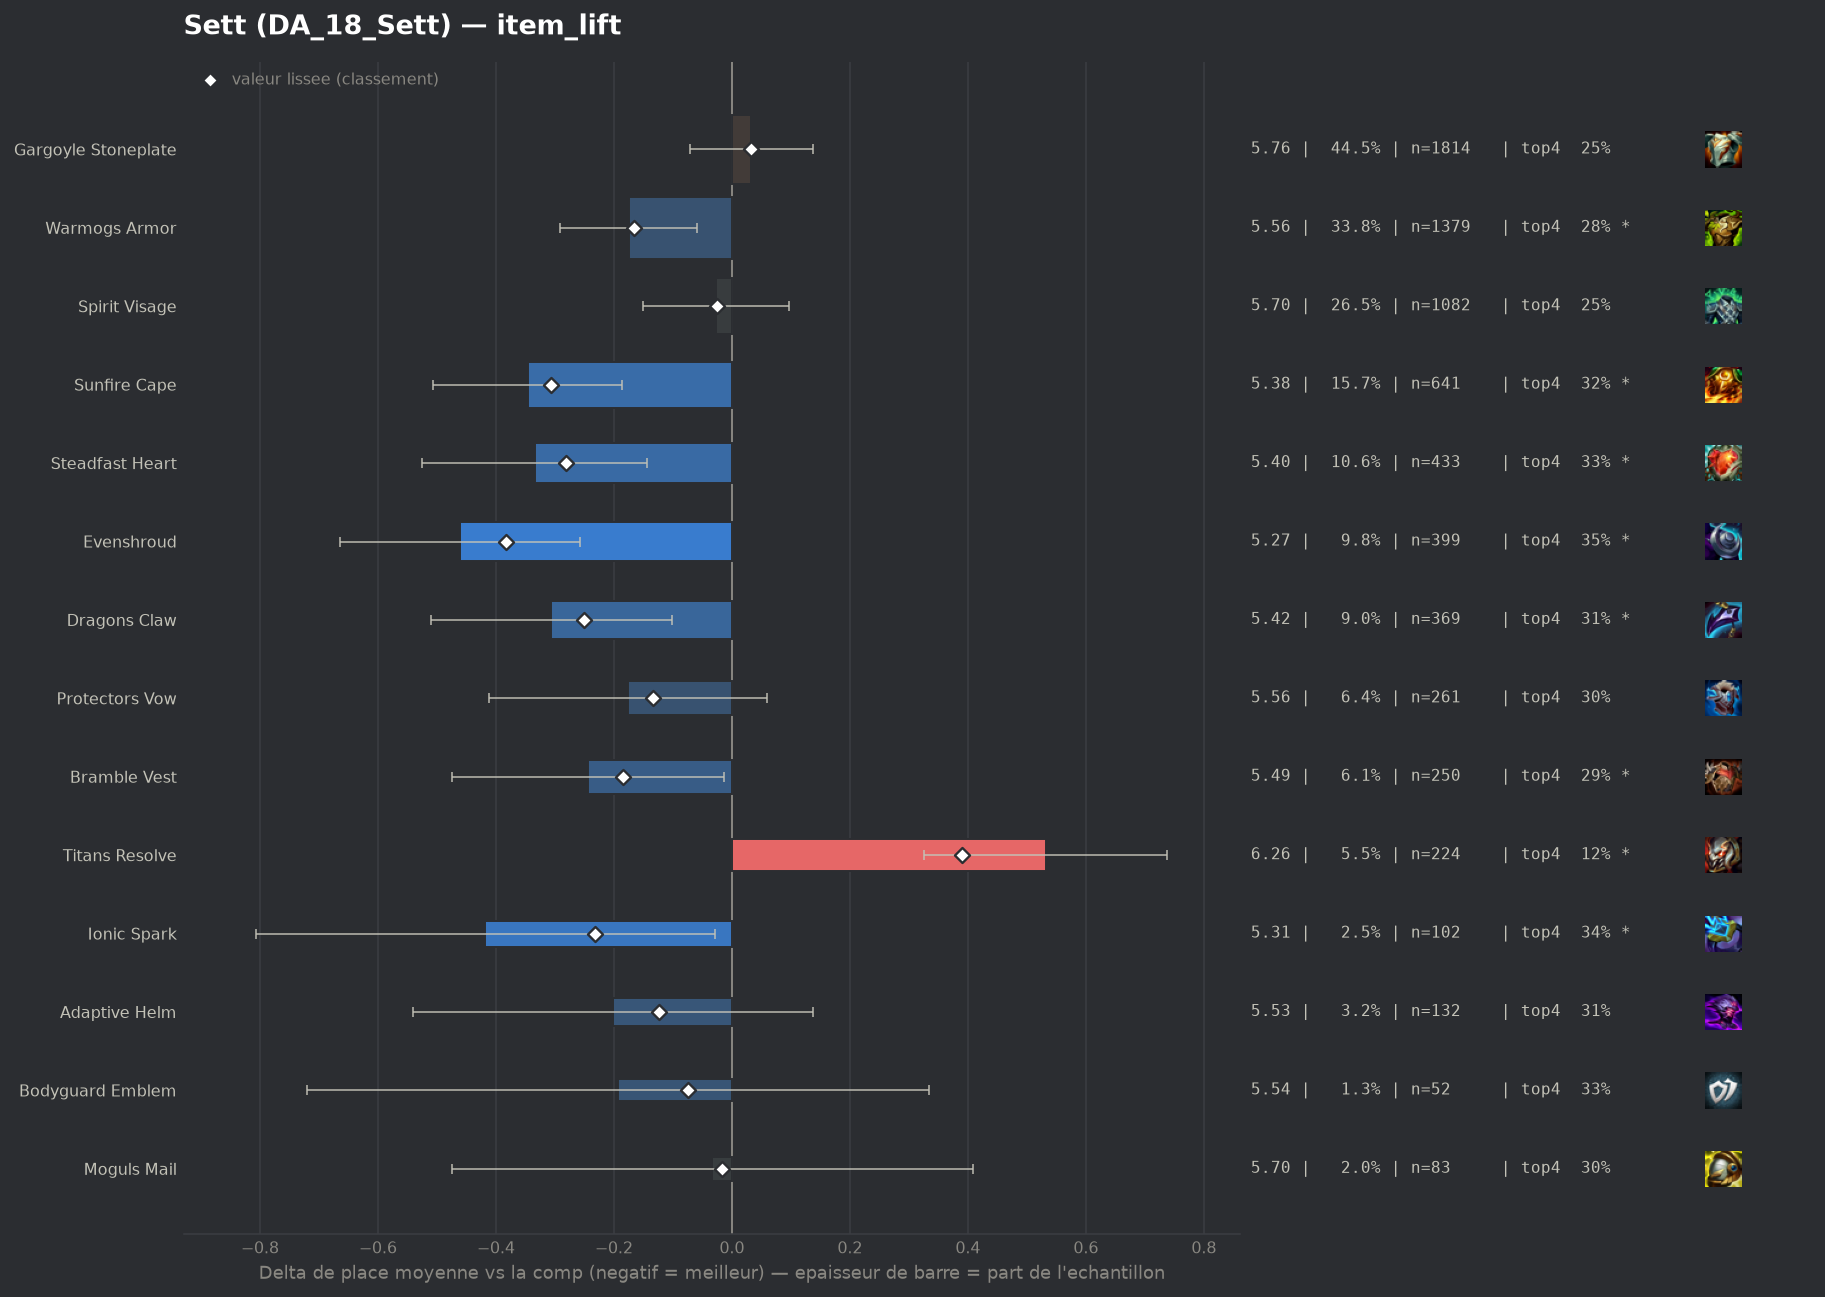 Sett (DA_18_Sett) — item_lift
valeur lissee (classement)
Gargoyle Stoneplate 5.76 | 44.5% | n=1814 | top4 25%
Warmogs Armor 5.56 | 33.8% | n=1379 | top4 28% *
Spirit Visage 5.70 | 26.5% | n=1082 | top4 25%
Sunfire Cape 5.38 | 15.7% | n=641 | top4 32% *
Steadfast Heart 5.40 | 10.6% | n=433 | top4 33% *
Evenshroud 5.27 | 9.8% | n=399 | top4 35% *
Dragons Claw 5.42 | 9.0% | n=369 | top4 31% *
Protectors Vow 5.56 | 6.4% | n=261 | top4 30%
Bramble Vest 5.49 | 6.1% | n=250 | top4 29% *
Titans Resolve 6.26 | 5.5% | n=224 | top4 12% *
Ionic Spark 5.31 | 2.5% | n=102 | top4 34% *
Adaptive Helm 5.53 | 3.2% | n=132 | top4 31%
Bodyguard Emblem 5.54 | 1.3% | n=52 | top4 33%
Moguls Mail 5.70 | 2.0% | n=83 | top4 30%
−0.8 −0.6 −0.4 −0.2 0.0 0.2 0.4 0.6 0.8
Delta de place moyenne vs la comp (negatif = meilleur) — epaisseur de barre = part de l'echantillon